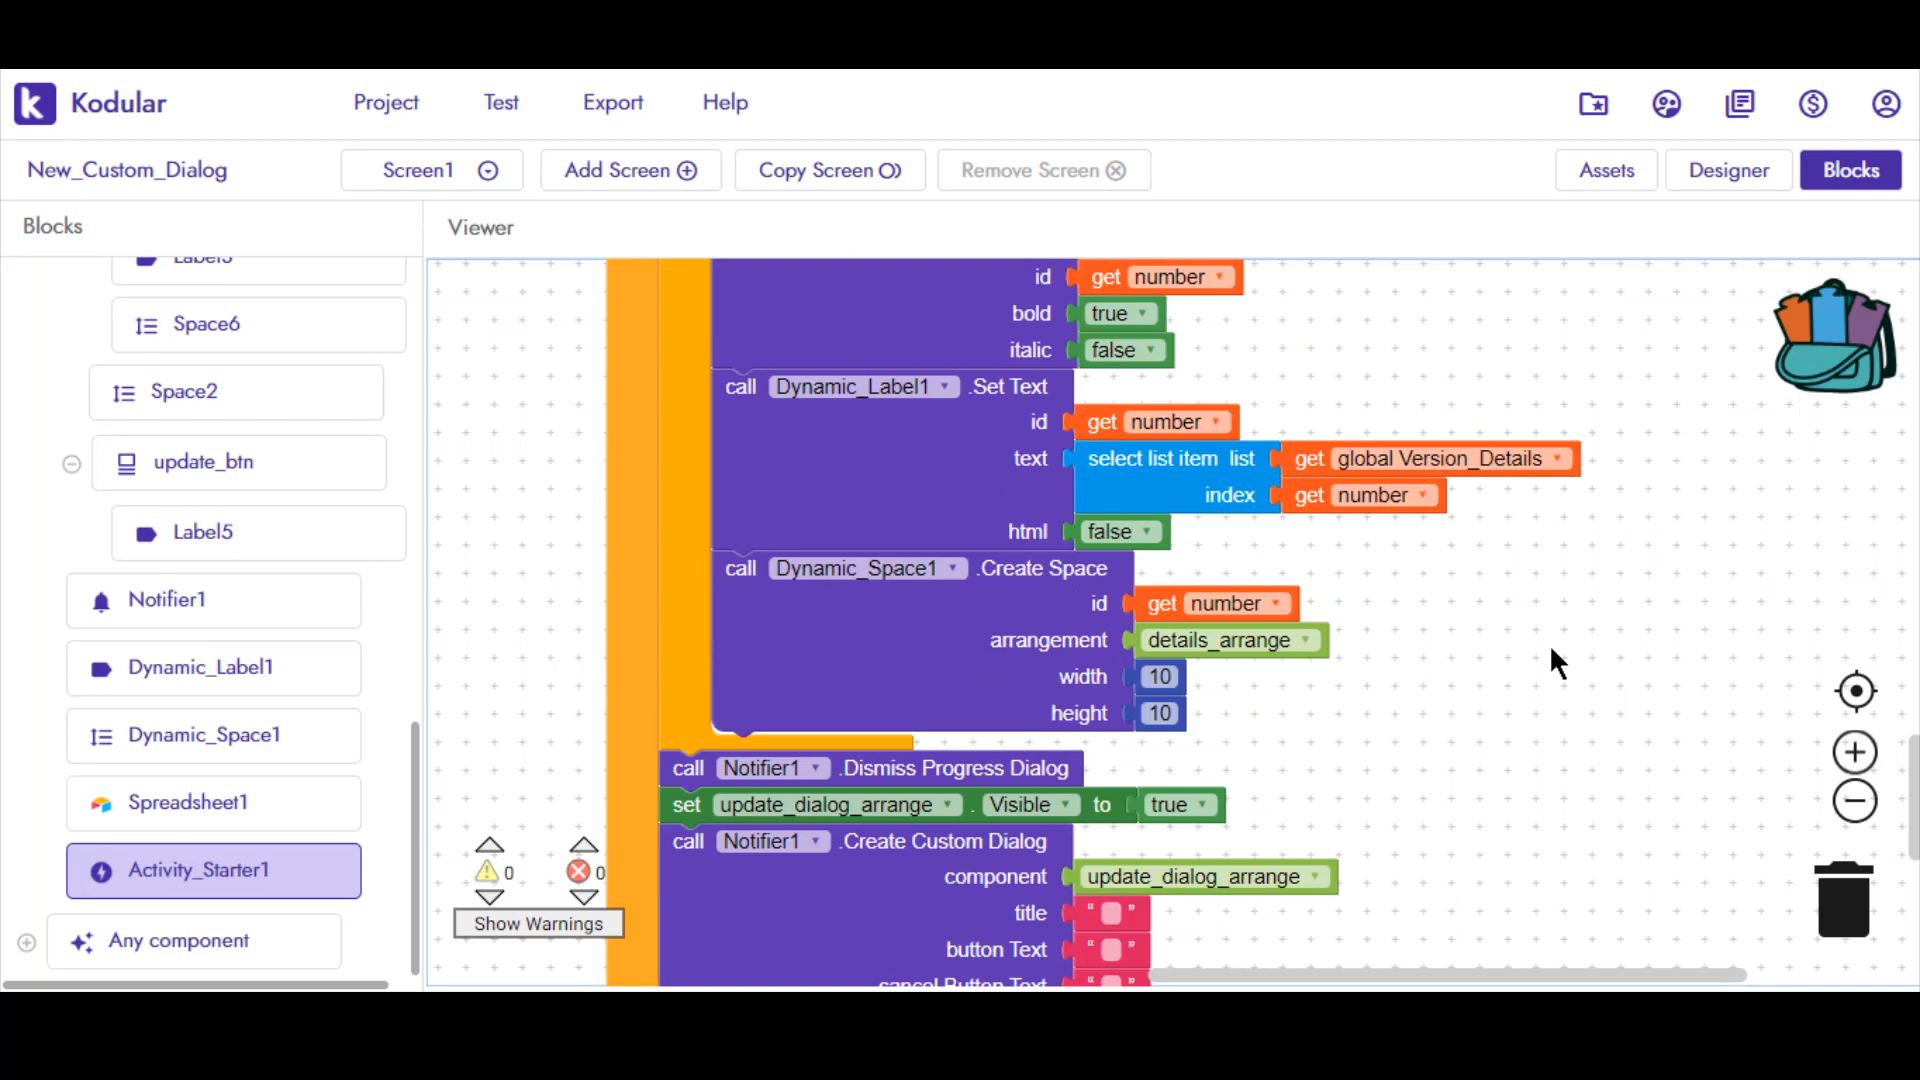 Kodular Project Test Export Help
New_Custom_Dialog Screen1 Add Screen Copy Screen Remove Screen Assets Designer Blocks
Blocks
Viewer
Space6
Space2
update_btn
Label5
Notifier1
Dynamic_Label1
Dynamic_Space1
Spreadsheet1
Activity_Starter1
Any component
id get number
bold true
italic false
call Dynamic_Label1 .Set Text
id get number
text select list item list get global Version_Details
index get number
html false
call Dynamic_Space1 .Create Space
id get number
arrangement details_arrange
width 10
height 10
call Notifier1 .Dismiss Progress Dialog
set update_dialog_arrange . Visible to true
call Notifier1 .Create Custom Dialog
component update_dialog_arrange
title “ ”
button Text “ ”
cancel Button Text
0 0
Show Warnings